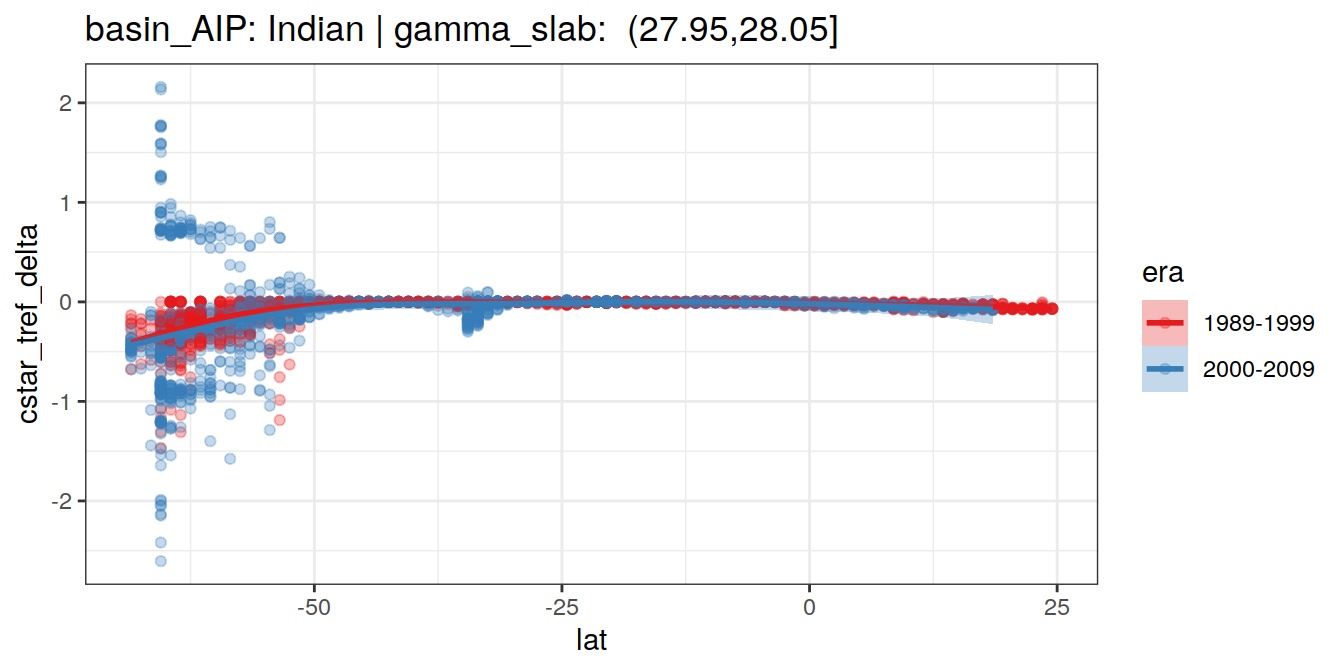 basin_AIP: Indian | gamma_slab:  (27.95,28.05]
cstar_tref_delta
2
1
0
-1
-2
-50
-25
0
25
lat
era
1989-1999
2000-2009